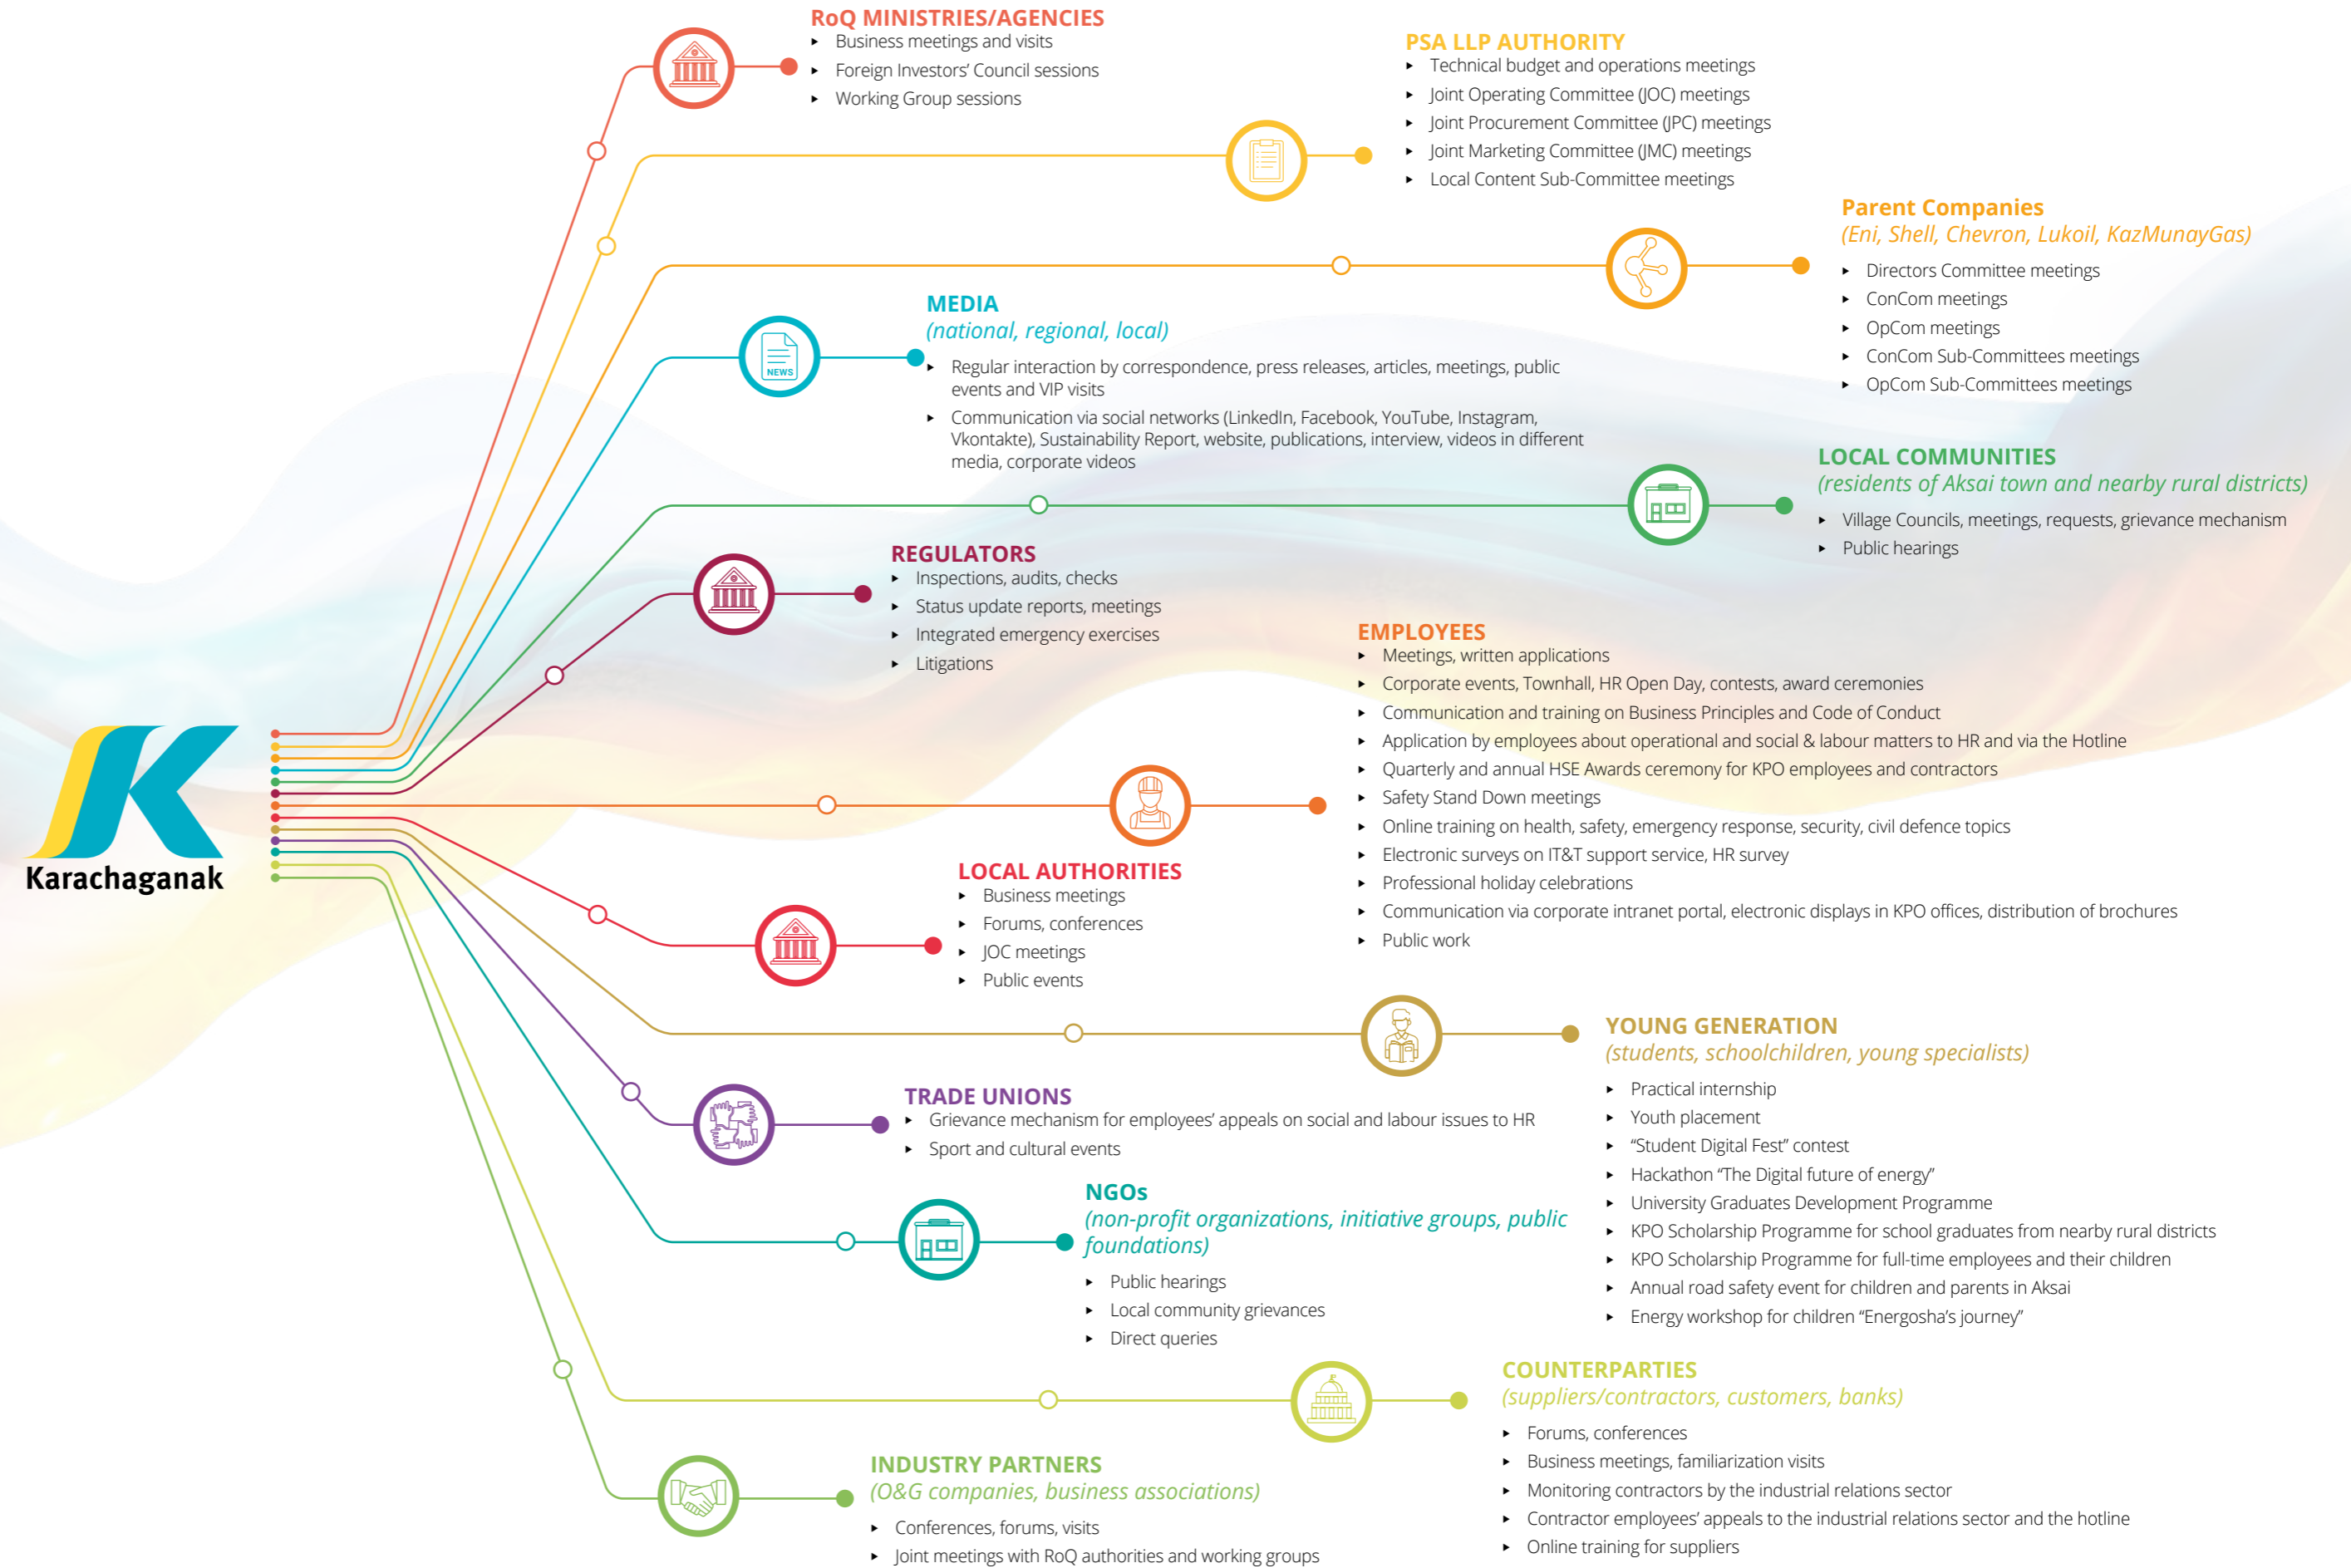 RoQ MINISTRIES/AGENCIES
Business meetings and visits
Foreign Investors’ Council sessions
Working Group sessions
PSA LLP AUTHORITY
Technical budget and operations meetings
Joint Operating Committee (JOC) meetings
Joint Procurement Committee (JPC) meetings
Joint Marketing Committee (JMC) meetings
Local Content Sub-Committee meetings
Parent Companies
(Eni, Shell, Chevron, Lukoil, KazMunayGas)
Directors Committee meetings
ConCom meetings
OpCom meetings
ConCom Sub-Committees meetings
OpCom Sub-Committees meetings
NEWS
MEDIA
(national, regional, local)
Regular interaction by correspondence, press releases, articles, meetings, public
events and VIP visits
Communication via social networks (LinkedIn, Facebook, YouTube, Instagram,
Vkontakte), Sustainability Report, website, publications, interview, videos in different
media, corporate videos
LOCAL COMMUNITIES
(residents of Aksai town and nearby rural districts)
Village Councils, meetings, requests, grievance mechanism
Public hearings
REGULATORS
Inspections, audits, checks
Status update reports, meetings
Integrated emergency exercises
Litigations
EMPLOYEES
Meetings, written applications
Corporate events, Townhall, HR Open Day, contests, award ceremonies
Communication and training on Business Principles and Code of Conduct
Application by employees about operational and social & labour matters to HR and via the Hotline
Quarterly and annual HSE Awards ceremony for KPO employees and contractors
Safety Stand Down meetings
Online training on health, safety, emergency response, security, civil defence topics
Electronic surveys on IT&T support service, HR survey
Professional holiday celebrations
Communication via corporate intranet portal, electronic displays in KPO offices, distribution of brochures
Public work
Karachaganak
LOCAL AUTHORITIES
Business meetings
Forums, conferences
JOC meetings
Public events
YOUNG GENERATION
(students, schoolchildren, young specialists)
Practical internship
Youth placement
“Student Digital Fest” contest
Hackathon “The Digital future of energy”
University Graduates Development Programme
KPO Scholarship Programme for school graduates from nearby rural districts
KPO Scholarship Programme for full-time employees and their children
Annual road safety event for children and parents in Aksai
Energy workshop for children “Energosha’s journey”
TRADE UNIONS
Grievance mechanism for employees’ appeals on social and labour issues to HR
Sport and cultural events
NGOs
(non-profit organizations, initiative groups, public
foundations)
Public hearings
Local community grievances
Direct queries
COUNTERPARTIES
(suppliers/contractors, customers, banks)
Forums, conferences
Business meetings, familiarization visits
Monitoring contractors by the industrial relations sector
Contractor employees’ appeals to the industrial relations sector and the hotline
Online training for suppliers
INDUSTRY PARTNERS
(O&G companies, business associations)
Conferences, forums, visits
Joint meetings with RoQ authorities and working groups